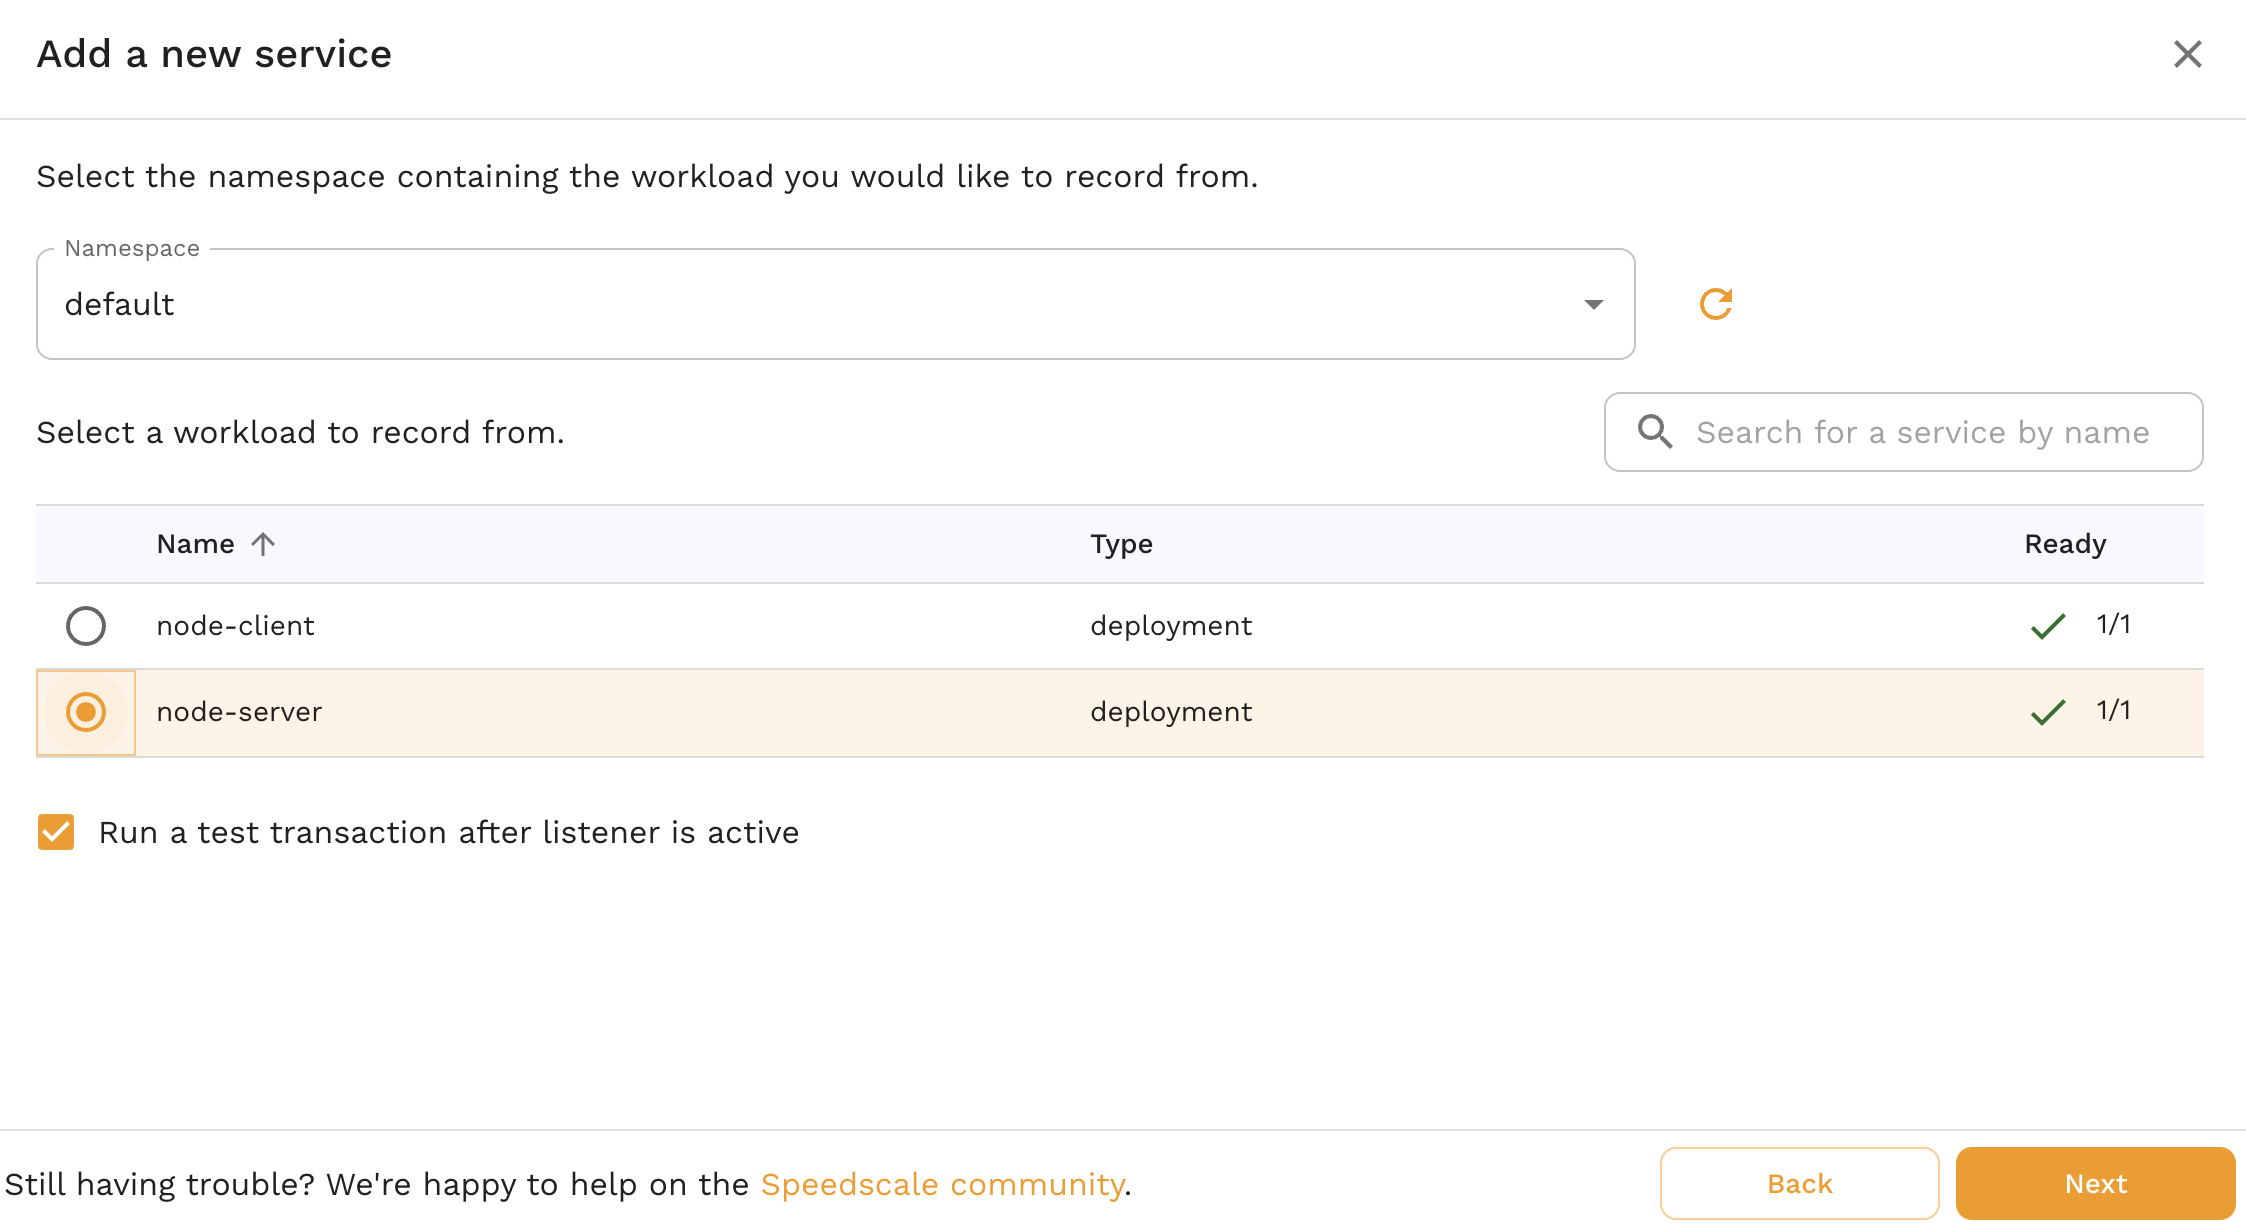 Add a new service
Select the namespace containing the workload you would like to record from.
Namespace
default
Select a workload to record from.
Search for a service by name
Name Type Ready
node-client deployment 1/1
node-server deployment 1/1
Run a test transaction after listener is active
Still having trouble? We're happy to help on the Speedscale community.
Back Next